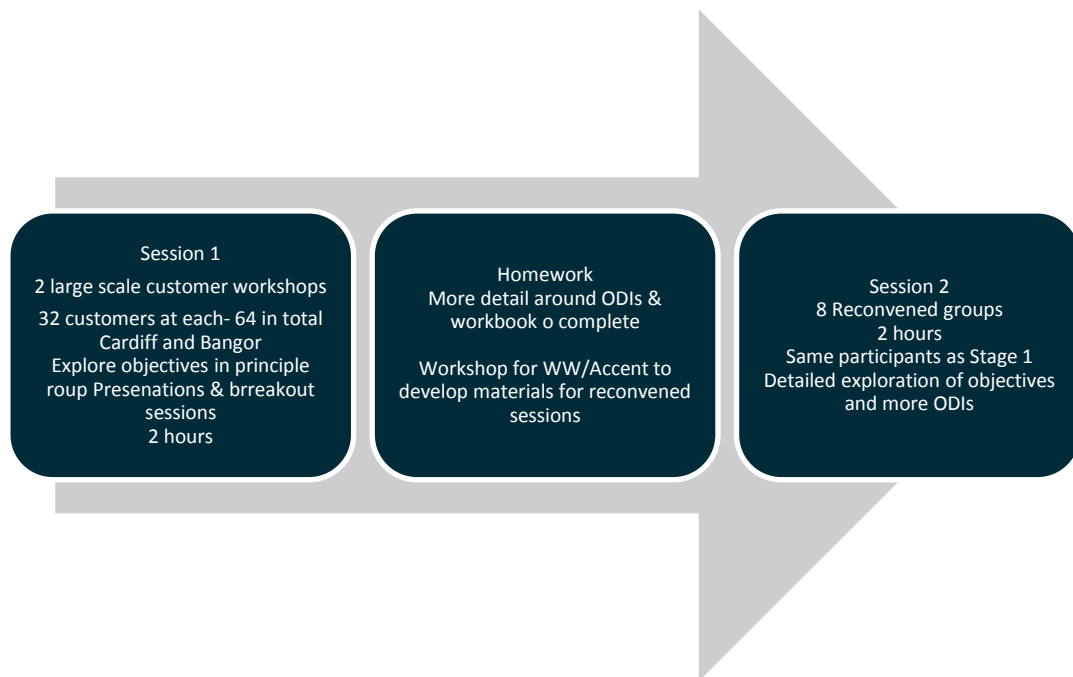 Session 1
2 large scale customer workshops
32 customers at each- 64 in total
Cardiff and Bangor
Explore objectives in principle
roup Presenations & brreakout
sessions
2 hours
Homework
More detail around ODIs &
workbook o complete
Workshop for WW/Accent to
develop materials for reconvened
sessions
Session 2
8 Reconvened groups
2 hours
Same participants as Stage 1
Detailed exploration of objectives
and more ODIs